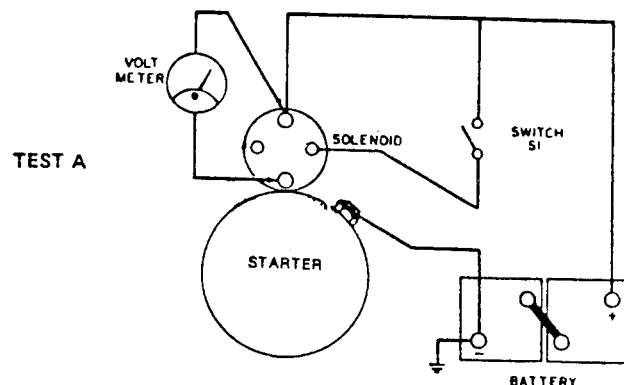 VOLT
METER
SOLENOID
SWITCH
S1
TEST A
STARTER
+
-
BATTERY